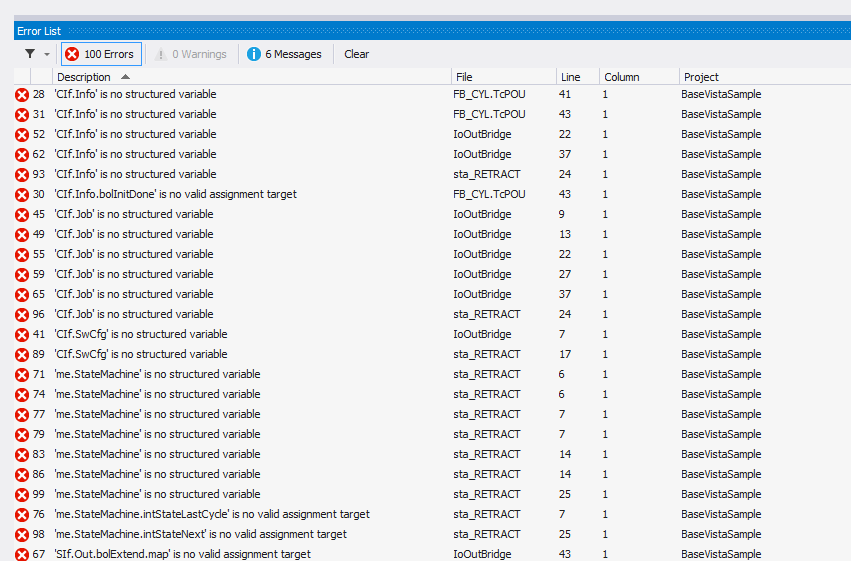 Error List
100 Errors 0 Warnings 6 Messages Clear
Description File Line Column Project
28 'CIf.Info' is no structured variable FB_CYL.TcPOU 41 1 BaseVistaSample
31 'CIf.Info' is no structured variable FB_CYL.TcPOU 43 1 BaseVistaSample
52 'CIf.Info' is no structured variable IoOutBridge 22 1 BaseVistaSample
62 'CIf.Info' is no structured variable IoOutBridge 37 1 BaseVistaSample
93 'CIf.Info' is no structured variable sta_RETRACT 24 1 BaseVistaSample
30 'CIf.Info.bolInitDone' is no valid assignment target FB_CYL.TcPOU 43 1 BaseVistaSample
45 'CIf.Job' is no structured variable IoOutBridge 9 1 BaseVistaSample
49 'CIf.Job' is no structured variable IoOutBridge 13 1 BaseVistaSample
55 'CIf.Job' is no structured variable IoOutBridge 22 1 BaseVistaSample
59 'CIf.Job' is no structured variable IoOutBridge 27 1 BaseVistaSample
65 'CIf.Job' is no structured variable IoOutBridge 37 1 BaseVistaSample
96 'CIf.Job' is no structured variable sta_RETRACT 24 1 BaseVistaSample
41 'CIf.SwCfg' is no structured variable IoOutBridge 7 1 BaseVistaSample
89 'CIf.SwCfg' is no structured variable sta_RETRACT 17 1 BaseVistaSample
71 'me.StateMachine' is no structured variable sta_RETRACT 6 1 BaseVistaSample
74 'me.StateMachine' is no structured variable sta_RETRACT 6 1 BaseVistaSample
77 'me.StateMachine' is no structured variable sta_RETRACT 7 1 BaseVistaSample
79 'me.StateMachine' is no structured variable sta_RETRACT 7 1 BaseVistaSample
83 'me.StateMachine' is no structured variable sta_RETRACT 14 1 BaseVistaSample
86 'me.StateMachine' is no structured variable sta_RETRACT 14 1 BaseVistaSample
99 'me.StateMachine' is no structured variable sta_RETRACT 25 1 BaseVistaSample
76 'me.StateMachine.intStateLastCycle' is no valid assignment target sta_RETRACT 7 1 BaseVistaSample
98 'me.StateMachine.intStateNext' is no valid assignment target sta_RETRACT 25 1 BaseVistaSample
67 'SIf.Out.bolExtend.map' is no valid assignment target IoOutBridge 43 1 BaseVistaSample